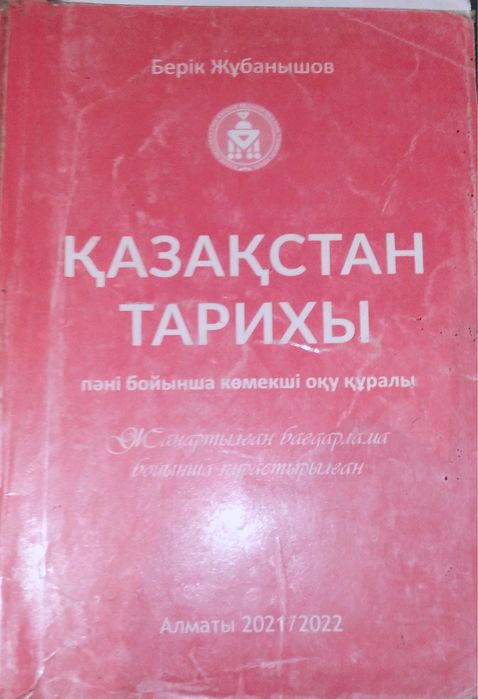 Берік Жұбанышов
ҚАЗАҚСТАН
ТАРИХЫ
пәні бойынша көмекші оқу құралы
Жаңартылған бағдарлама
бойынша құрастырылған
Алматы 2021/2022